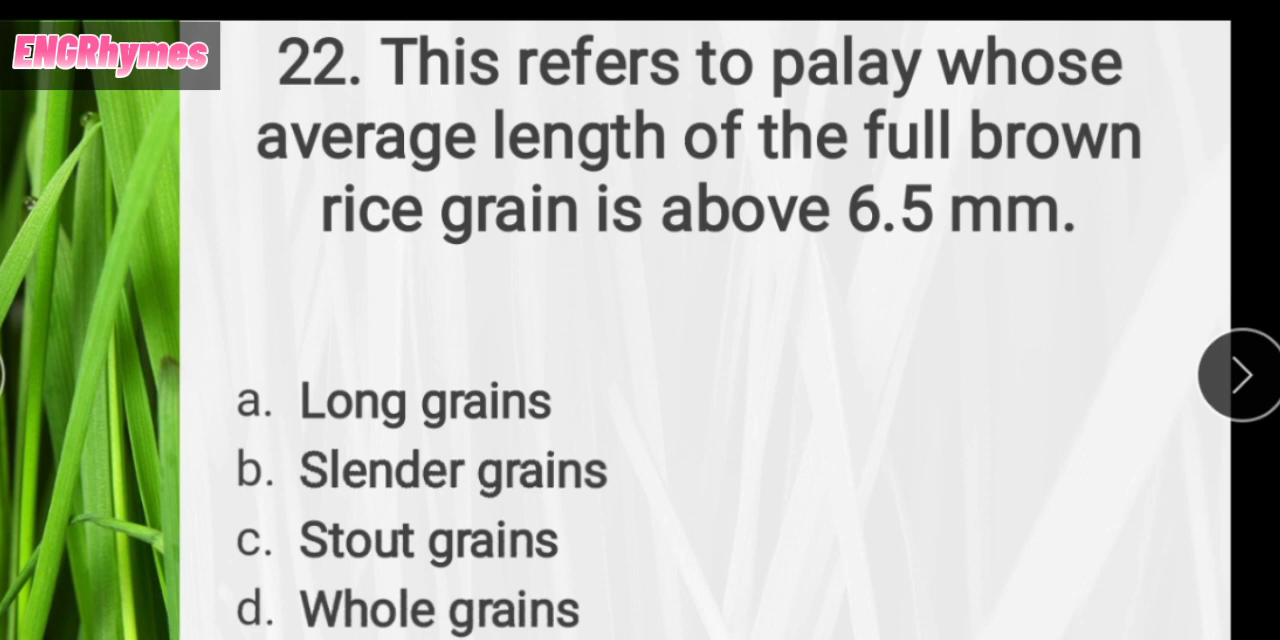 ENGRhymes
22. This refers to palay whose
average length of the full brown
rice grain is above 6.5 mm.
a. Long grains
b. Slender grains
c. Stout grains
d. Whole grains